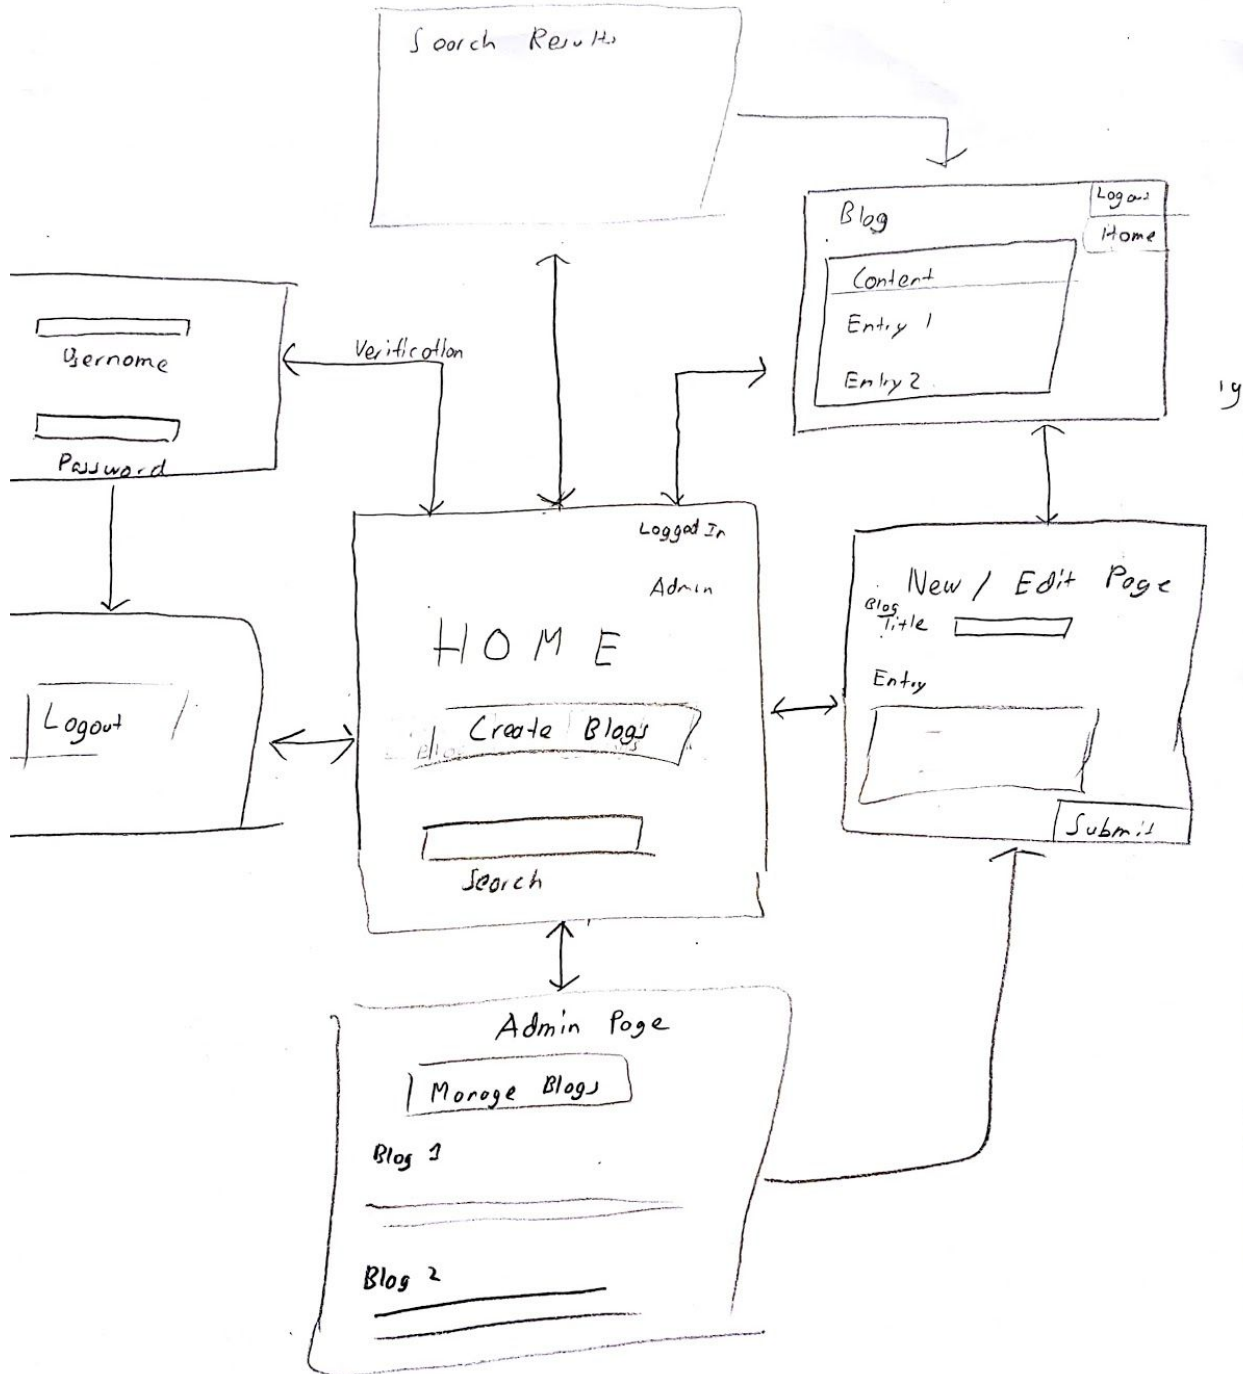 Search Results
Blog
Logout
Home
Content
Entry 1
Entry 2
Username
Password
Verification
Logged In
Admin
HOME
Create Blogs
Search
Logout
New / Edit Page
Blog
Title
Entry
Submit
Admin Page
Manage Blogs
Blog 1
Blog 2